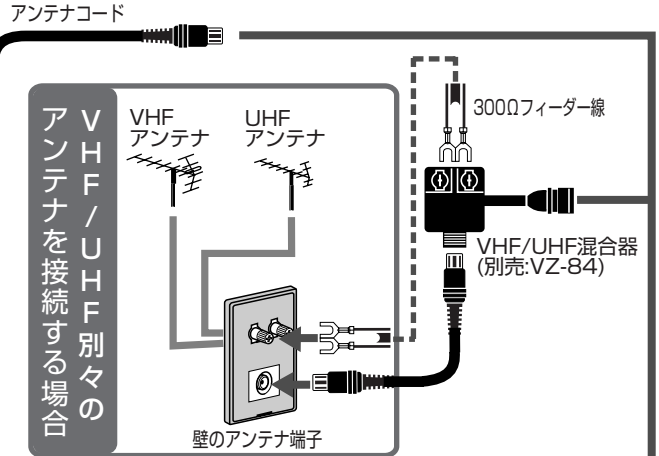 アンテナコード
VHF/UHF別々の
アンテナを接続する場合
VHF
アンテナ
UHF
アンテナ
300Ωフィーダー線
VHF/UHF混合器
(別売:VZ-84)
壁のアンテナ端子